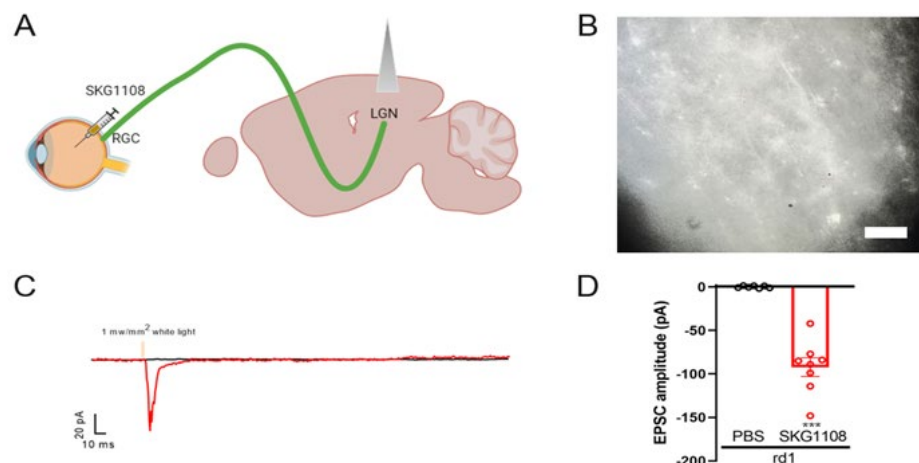 A
SKG1108
RGC
LGN
B
C
1 mw/mm² white light
20 pA
10 ms
D
EPSC amplitude (pA)
0
-50
-100
-150
-200
***
PBS SKG1108
rd1